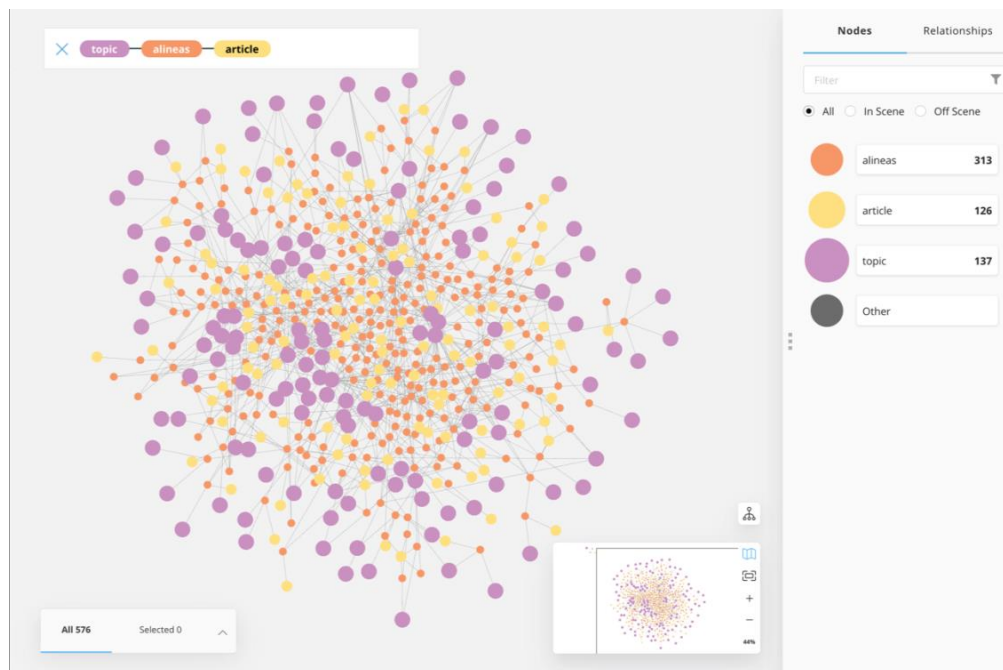 topic alineas article
Nodes Relationships
Filter
All In Scene Off Scene
alineas 313
article 126
topic 137
Other
All 576 Selected 0
44%